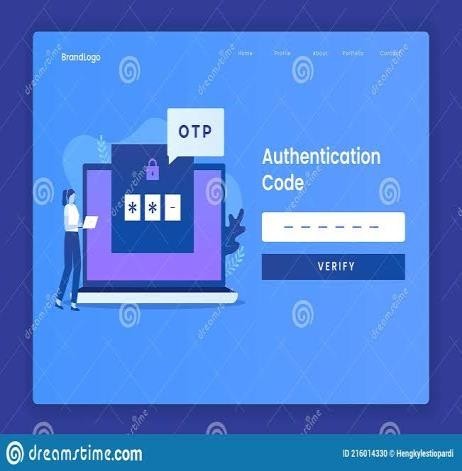 BrandLogo
Home Profile About Portfolio Contact
OTP
Authentication
Code
* * -
VERIFY
dreamstime.com
ID 216014330 © Hengkylestiopardi